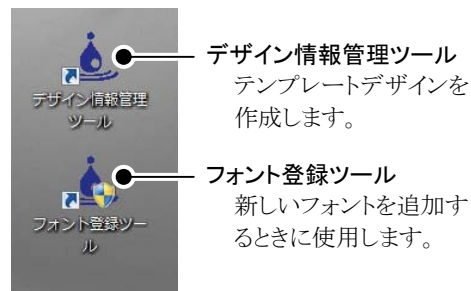 デザイン情報管理
ツール
デザイン情報管理ツール
テンプレートデザインを
作成します。
フォント登録ツー
ル
フォント登録ツール
新しいフォントを追加す
るときに使用します。